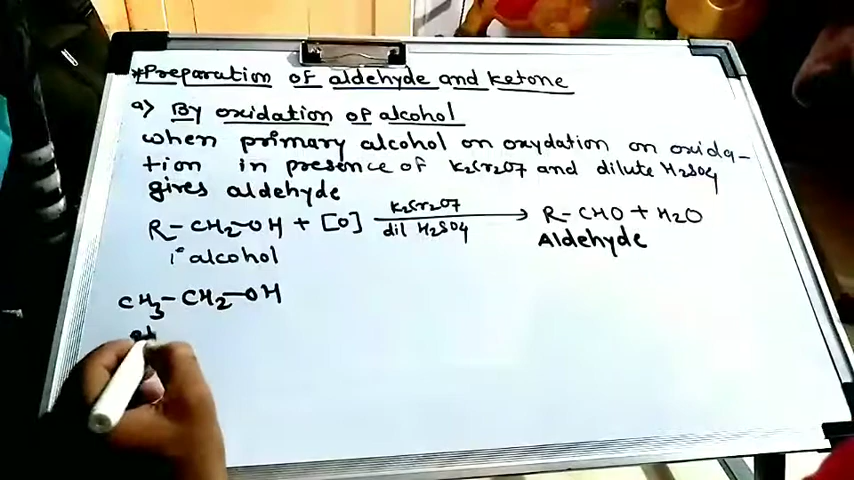 *Preparation of aldehyde and ketone
a) By oxidation of alcohol
when primary alcohol on oxydation on oxida-
tion in presence of K2Cr2O7 and dilute H2SO4
gives aldehyde
R-CH2-OH + [O] K2Cr2O7 → R-CHO + H2O
dil H2SO4
1° alcohol Aldehyde
CH3-CH2-OH
et